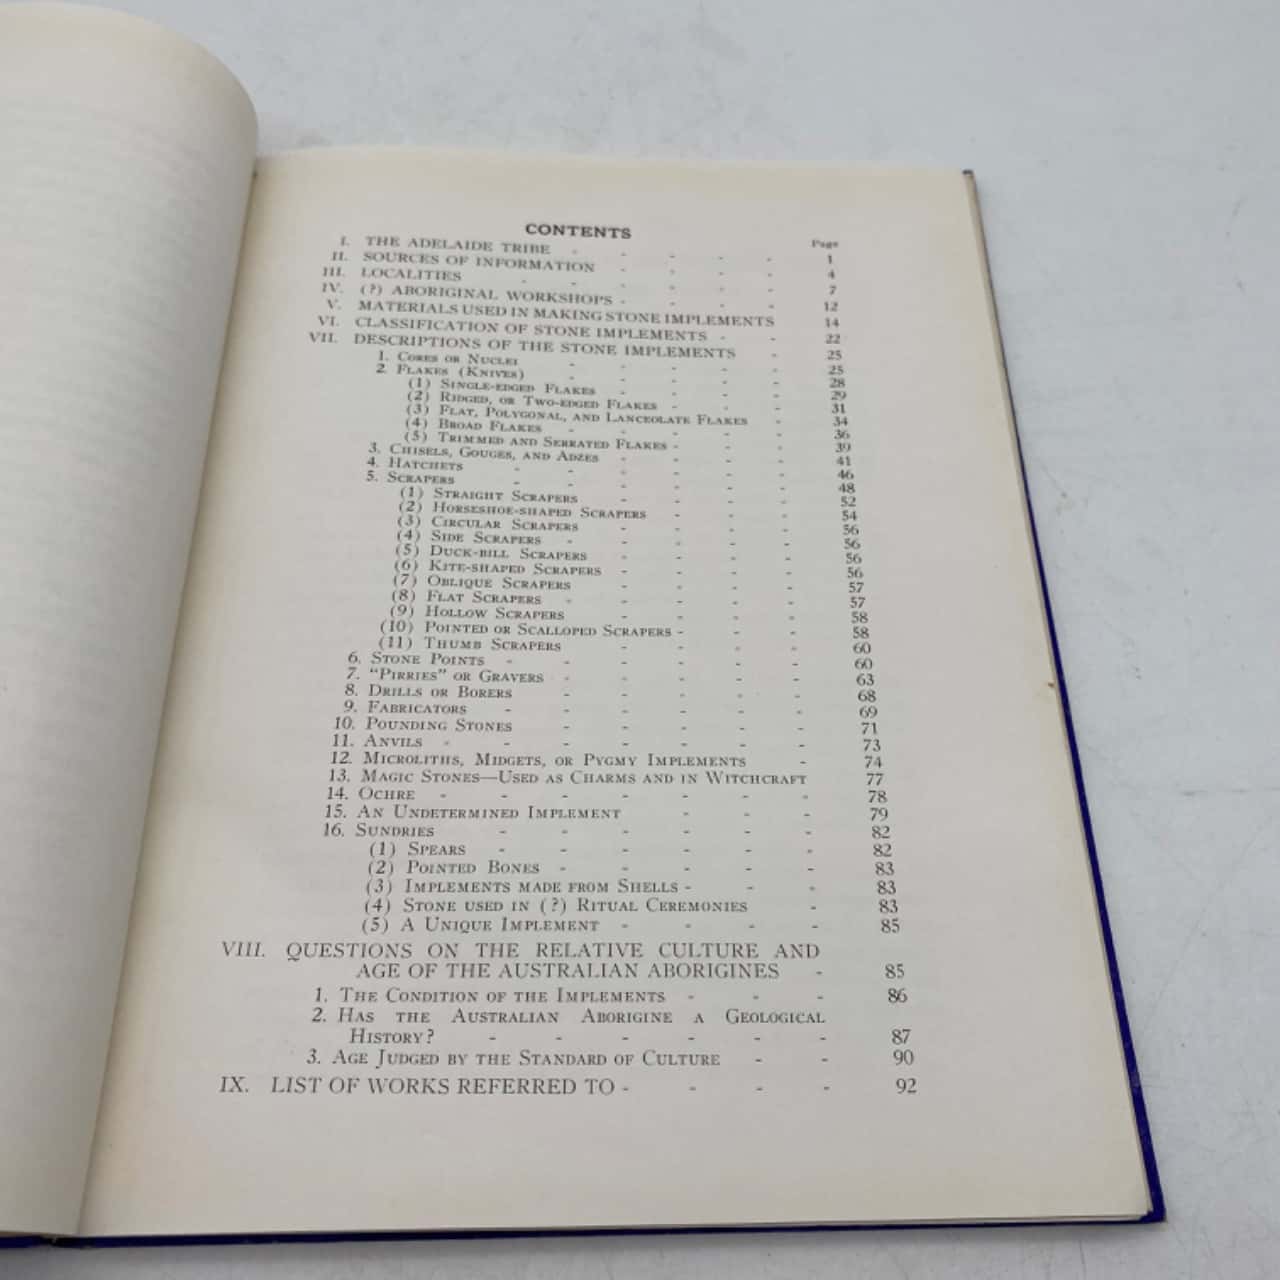 CONTENTS
Page
I. THE ADELAIDE TRIBE - - - - - 1
II. SOURCES OF INFORMATION - - - - 4
III. LOCALITIES - - - - - - 7
IV. (?) ABORIGINAL WORKSHOPS - - - - 12
V. MATERIALS USED IN MAKING STONE IMPLEMENTS 14
VI. CLASSIFICATION OF STONE IMPLEMENTS - - 22
VII. DESCRIPTIONS OF THE STONE IMPLEMENTS - 25
1. CORES OR NUCLEI - - - - - 25
2. FLAKES (KNIVES) - - - - - 28
(1) SINGLE-EDGED FLAKES - - - - 29
(2) RIDGED, OR TWO-EDGED FLAKES - - - 31
(3) FLAT, POLYGONAL, AND LANCEOLATE FLAKES - 34
(4) BROAD FLAKES - - - - - 36
(5) TRIMMED AND SERRATED FLAKES - - - 39
3. CHISELS, GOUGES, AND ADZES - - - - 41
4. HATCHETS - - - - - - 46
5. SCRAPERS - - - - - - 48
(1) STRAIGHT SCRAPERS - - - - 52
(2) HORSESHOE-SHAPED SCRAPERS - - - 54
(3) CIRCULAR SCRAPERS - - - - 56
(4) SIDE SCRAPERS - - - - - 56
(5) DUCK-BILL SCRAPERS - - - - 56
(6) KITE-SHAPED SCRAPERS - - - - 56
(7) OBLIQUE SCRAPERS - - - - 57
(8) FLAT SCRAPERS - - - - - 57
(9) HOLLOW SCRAPERS - - - - 58
(10) POINTED OR SCALLOPED SCRAPERS - - - 58
(11) THUMB SCRAPERS - - - - 60
6. STONE POINTS - - - - - - 60
7. "PIRRIES" OR GRAVERS - - - - - 63
8. DRILLS OR BORERS - - - - - 68
9. FABRICATORS - - - - - - 69
10. POUNDING STONES - - - - - 71
11. ANVILS - - - - - - - 73
12. MICROLITHS, MIDGETS, OR PYGMY IMPLEMENTS - 74
13. MAGIC STONES—USED AS CHARMS AND IN WITCHCRAFT 77
14. OCHRE - - - - - - - 78
15. AN UNDETERMINED IMPLEMENT - - - 79
16. SUNDRIES - - - - - - 82
(1) SPEARS - - - - - - 82
(2) POINTED BONES - - - - - 83
(3) IMPLEMENTS MADE FROM SHELLS - - - 83
(4) STONE USED IN (?) RITUAL CEREMONIES - 83
(5) A UNIQUE IMPLEMENT - - - - 85
VIII. QUESTIONS ON THE RELATIVE CULTURE AND
AGE OF THE AUSTRALIAN ABORIGINES - 85
1. THE CONDITION OF THE IMPLEMENTS - - - 86
2. HAS THE AUSTRALIAN ABORIGINE A GEOLOGICAL
HISTORY? - - - - - - 87
3. AGE JUDGED BY THE STANDARD OF CULTURE - - 90
IX. LIST OF WORKS REFERRED TO - - - - 92